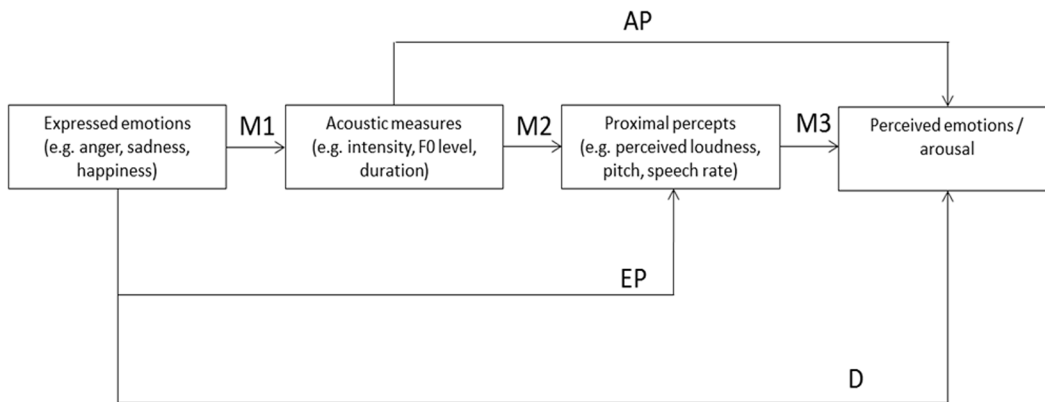 AP
Expressed emotions
(e.g. anger, sadness,
happiness)
M1
Acoustic measures
(e.g. intensity, F0 level,
duration)
M2
Proximal percepts
(e.g. perceived loudness,
pitch, speech rate)
M3
Perceived emotions /
arousal
EP
D